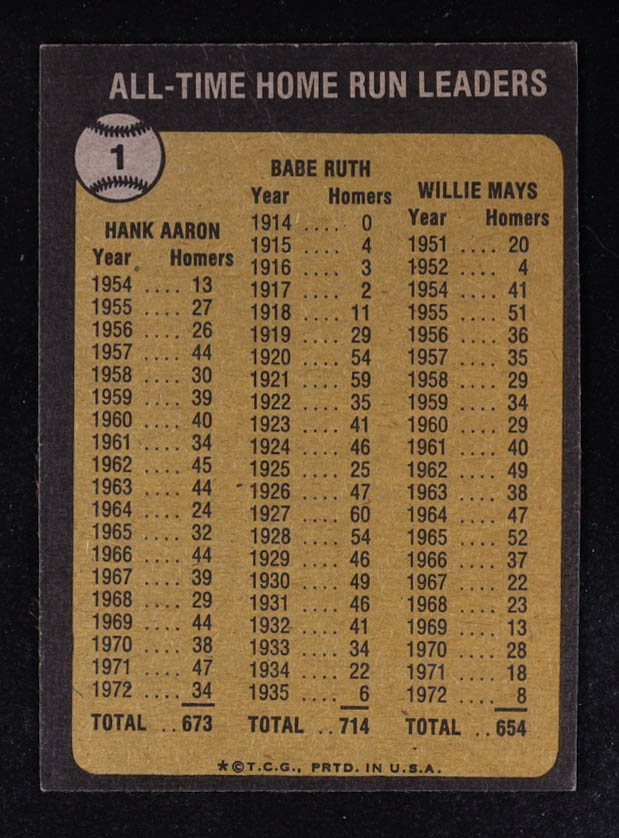 ALL-TIME HOME RUN LEADERS
1
HANK AARON
Year Homers
1954 .... 13
1955 .... 27
1956 .... 26
1957 .... 44
1958 .... 30
1959 .... 39
1960 .... 40
1961 .... 34
1962 .... 45
1963 .... 44
1964 .... 24
1965 .... 32
1966 .... 44
1967 .... 39
1968 .... 29
1969 .... 44
1970 .... 38
1971 .... 47
1972 .... 34
TOTAL .. 673
BABE RUTH
Year Homers
1914 .... 0
1915 .... 4
1916 .... 3
1917 .... 2
1918 .... 11
1919 .... 29
1920 .... 54
1921 .... 59
1922 .... 35
1923 .... 41
1924 .... 46
1925 .... 25
1926 .... 47
1927 .... 60
1928 .... 54
1929 .... 46
1930 .... 49
1931 .... 46
1932 .... 41
1933 .... 34
1934 .... 22
1935 .... 6
TOTAL .. 714
WILLIE MAYS
Year Homers
1951 .... 20
1952 .... 4
1954 .... 41
1955 .... 51
1956 .... 36
1957 .... 35
1958 .... 29
1959 .... 34
1960 .... 29
1961 .... 40
1962 .... 49
1963 .... 38
1964 .... 47
1965 .... 52
1966 .... 37
1967 .... 22
1968 .... 23
1969 .... 13
1970 .... 28
1971 .... 18
1972 .... 8
TOTAL .. 654
*©T.C.G., PRTD. IN U.S.A.